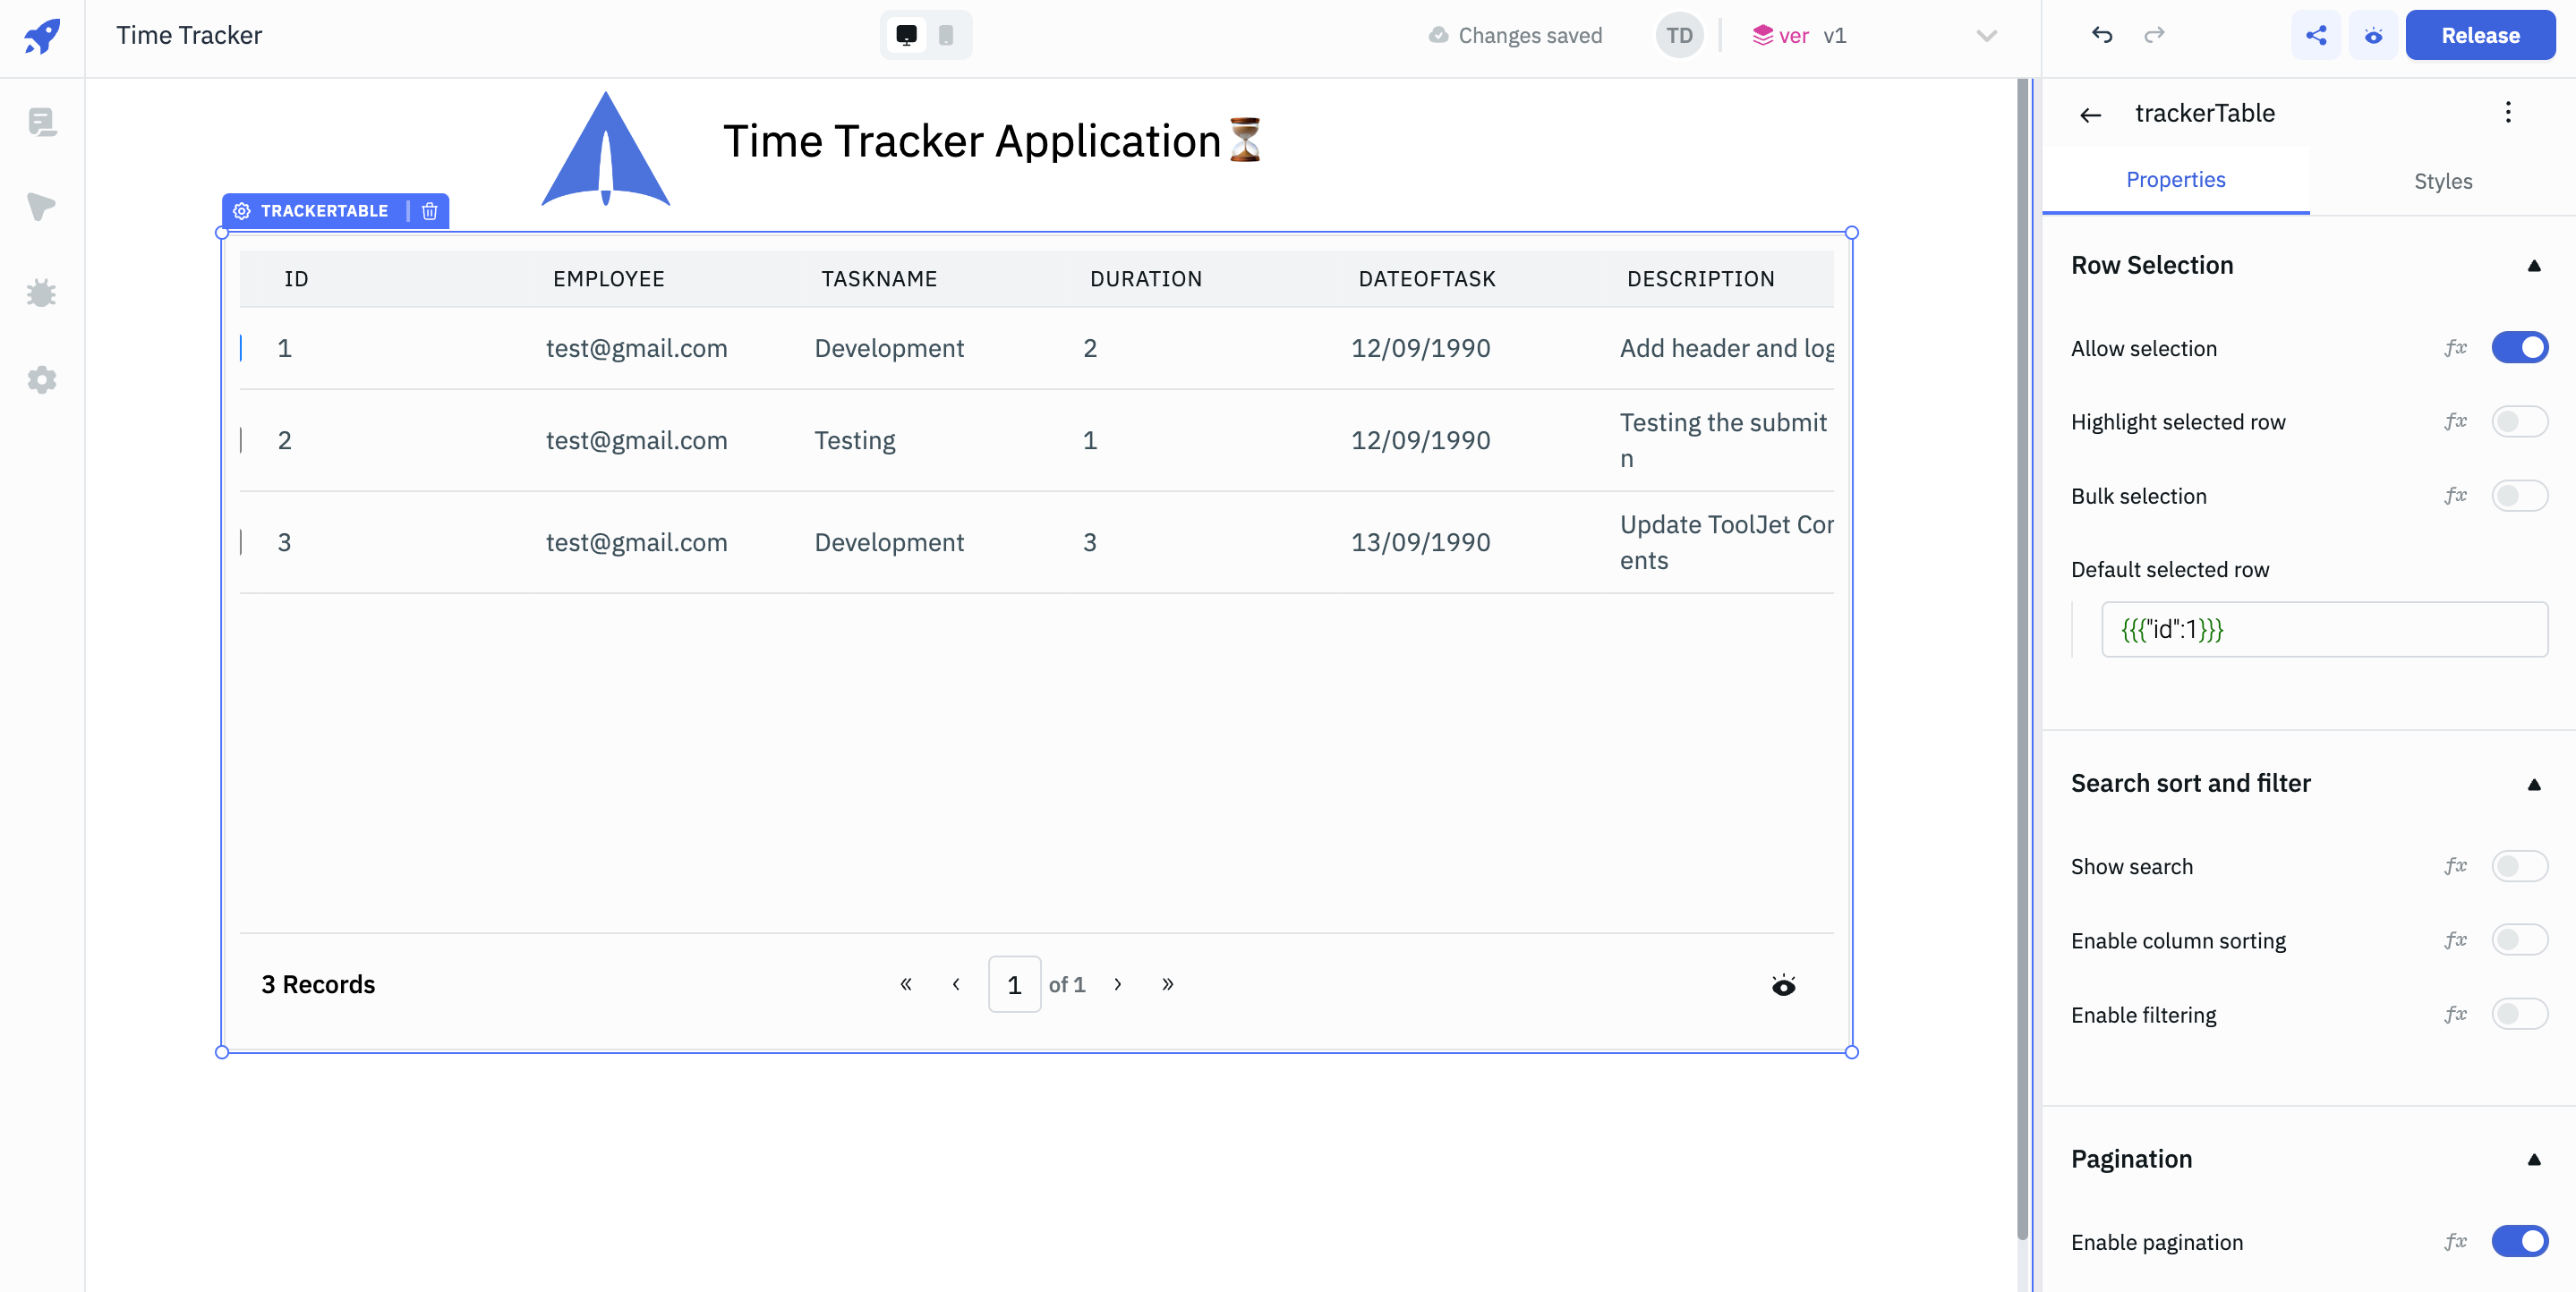 Time Tracker
Changes saved
TD
ver v1
Release
Time Tracker Application⏳
TRACKERTABLE
ID EMPLOYEE TASKNAME DURATION DATEOFTASK DESCRIPTION
1 test@gmail.com Development 2 12/09/1990 Add header and log
2 test@gmail.com Testing 1 12/09/1990 Testing the submit
n
3 test@gmail.com Development 3 13/09/1990 Update ToolJet Cor
ents
3 Records
« ‹ 1 of 1 › »
trackerTable
Properties Styles
Row Selection
Allow selection fx
Highlight selected row fx
Bulk selection fx
Default selected row
{{{"id":1}}}
Search sort and filter
Show search fx
Enable column sorting fx
Enable filtering fx
Pagination
Enable pagination fx